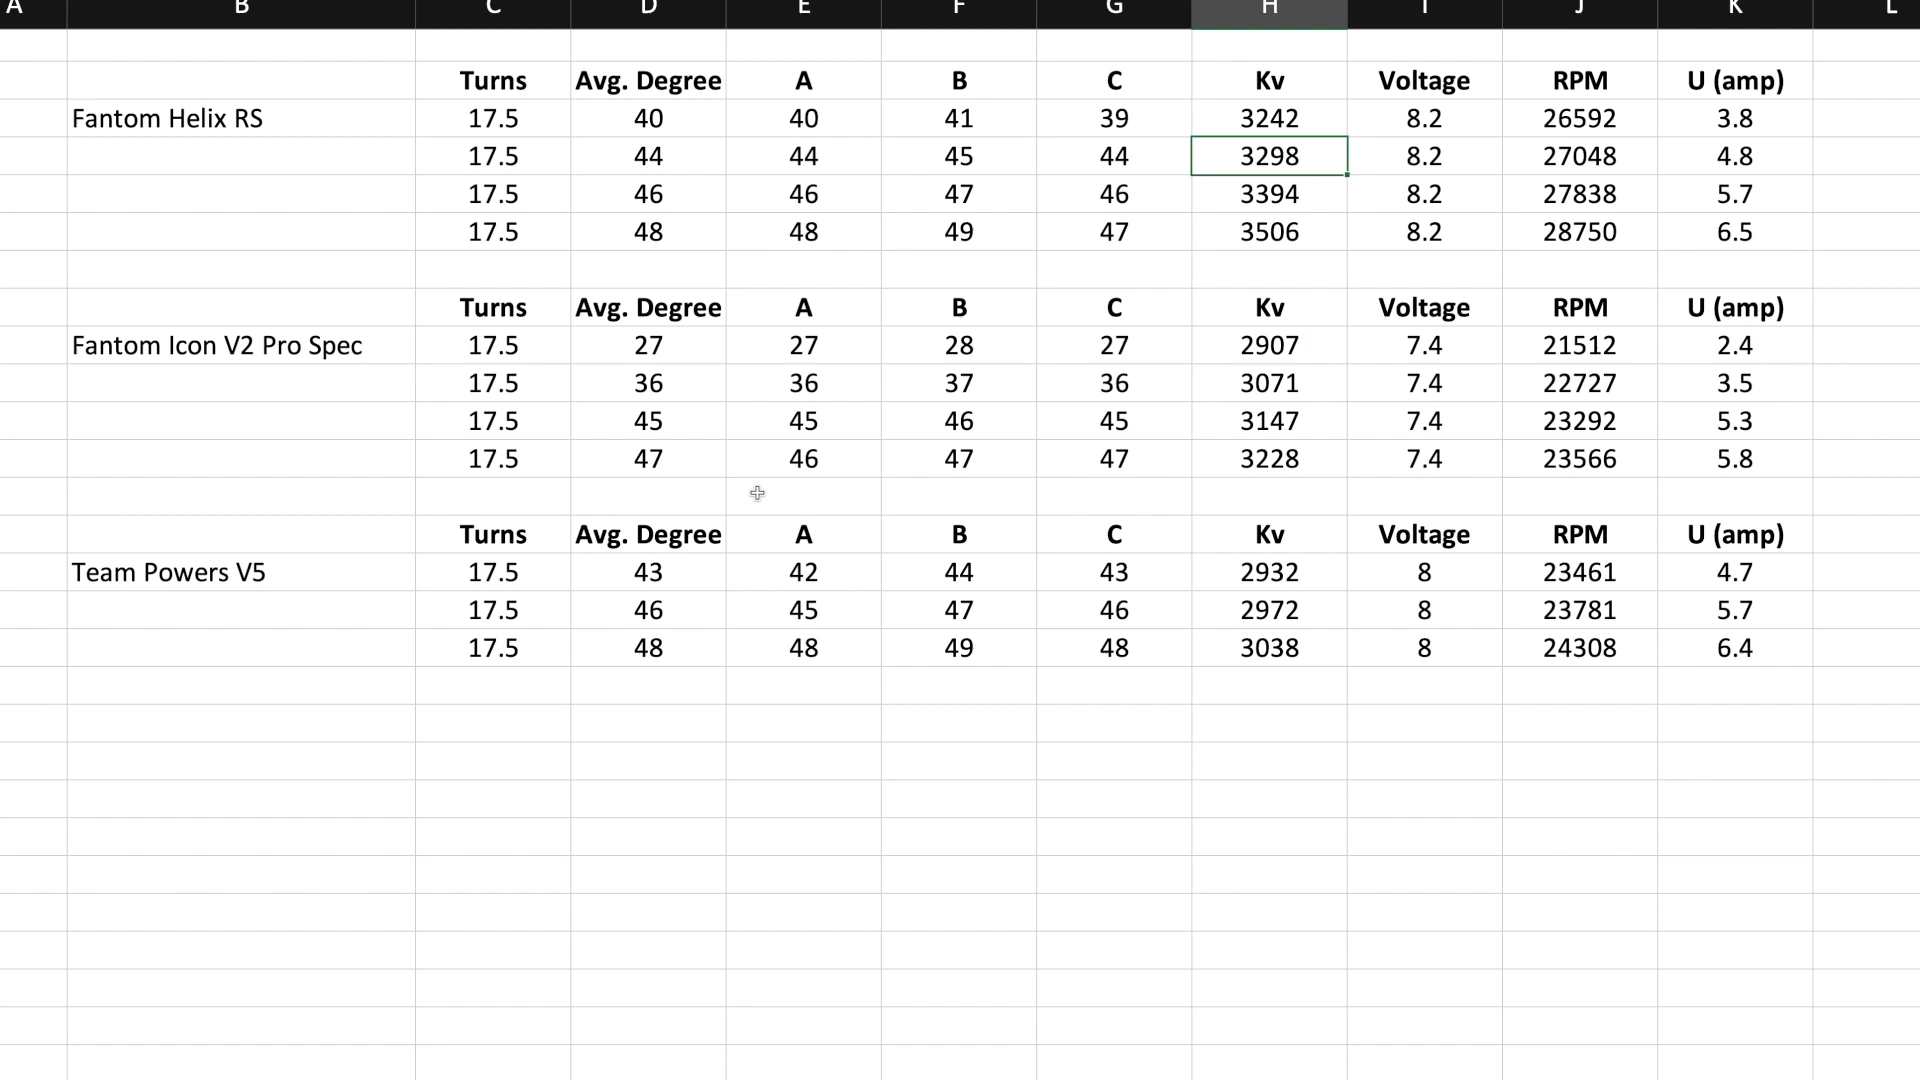 A B C D E F G H I J K L
Turns Avg. Degree A B C Kv Voltage RPM U (amp)
Fantom Helix RS 17.5 40 40 41 39 3242 8.2 26592 3.8
17.5 44 44 45 44 3298 8.2 27048 4.8
17.5 46 46 47 46 3394 8.2 27838 5.7
17.5 48 48 49 47 3506 8.2 28750 6.5
Turns Avg. Degree A B C Kv Voltage RPM U (amp)
Fantom Icon V2 Pro Spec 17.5 27 27 28 27 2907 7.4 21512 2.4
17.5 36 36 37 36 3071 7.4 22727 3.5
17.5 45 45 46 45 3147 7.4 23292 5.3
17.5 47 46 47 47 3228 7.4 23566 5.8
Turns Avg. Degree A B C Kv Voltage RPM U (amp)
Team Powers V5 17.5 43 42 44 43 2932 8 23461 4.7
17.5 46 45 47 46 2972 8 23781 5.7
17.5 48 48 49 48 3038 8 24308 6.4